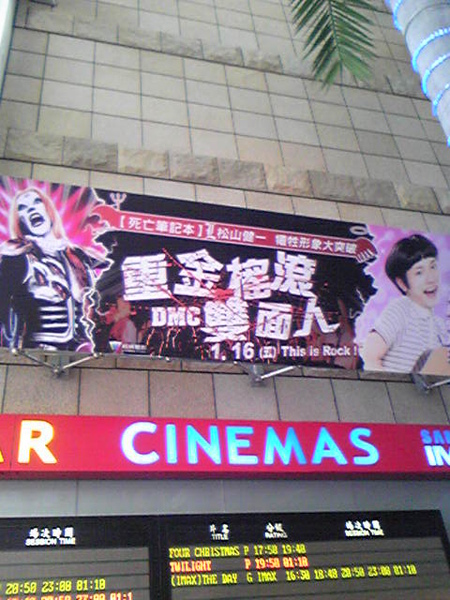 【死亡筆記本】L 松山健一 犧牲形象大突破
重金搖滾
DMC 雙面人
1.16(五) This is Rock!
R CINEMAS
SAM
IM
場次時間
SESSION TIME
片名
TITLE
分級
RATING
場次時間
SESSION TIME
FOUR CHRISTMAS P 17:50 19:40
20:50 23:00 01:10
TWILIGHT P 19:50 01:10
(IMAX)THE DAY G IMAX 16:30 18:40 20:50 23:00 01:10